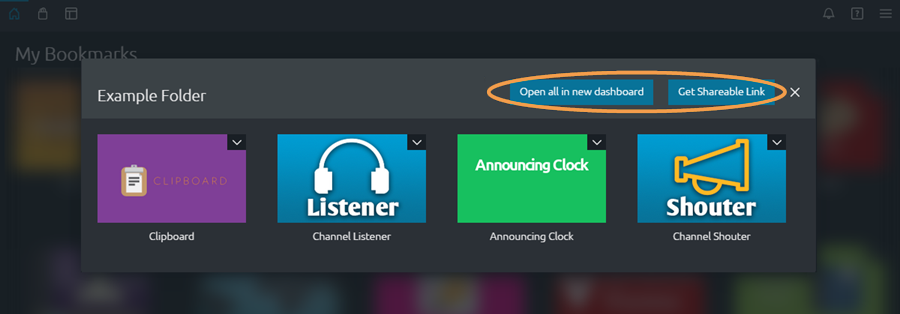 My Bookmarks
Example Folder
Open all in new dashboard
Get Shareable Link
CLIPBOARD
Listener
Announcing Clock
Shouter
Clipboard
Channel Listener
Announcing Clock
Channel Shouter